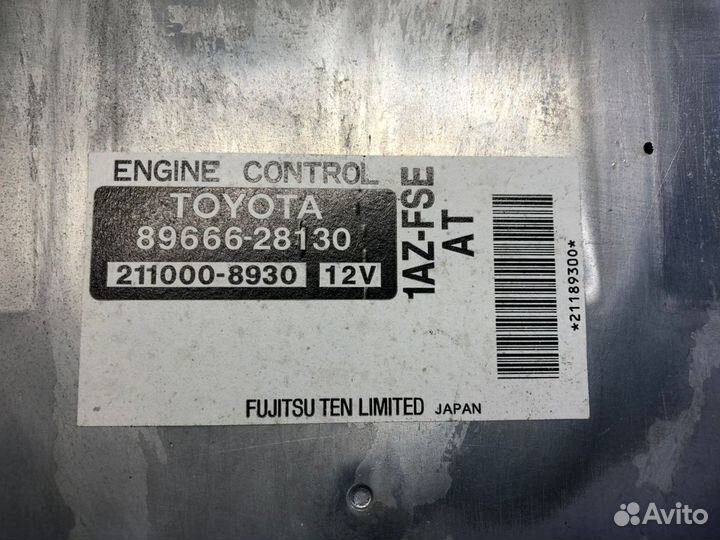 ENGINE CONTROL
TOYOTA
89666-28130
211000-8930 12V
1AZ-FSE
AT
*21189300*
FUJITSU TEN LIMITED JAPAN
Avito